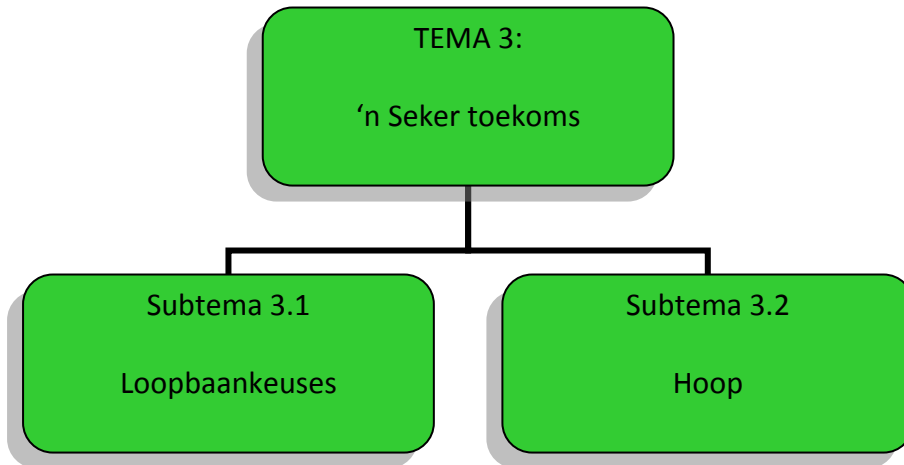 TEMA 3:
‘n Seker toekoms
Subtema 3.1
Loopbaankeuses
Subtema 3.2
Hoop